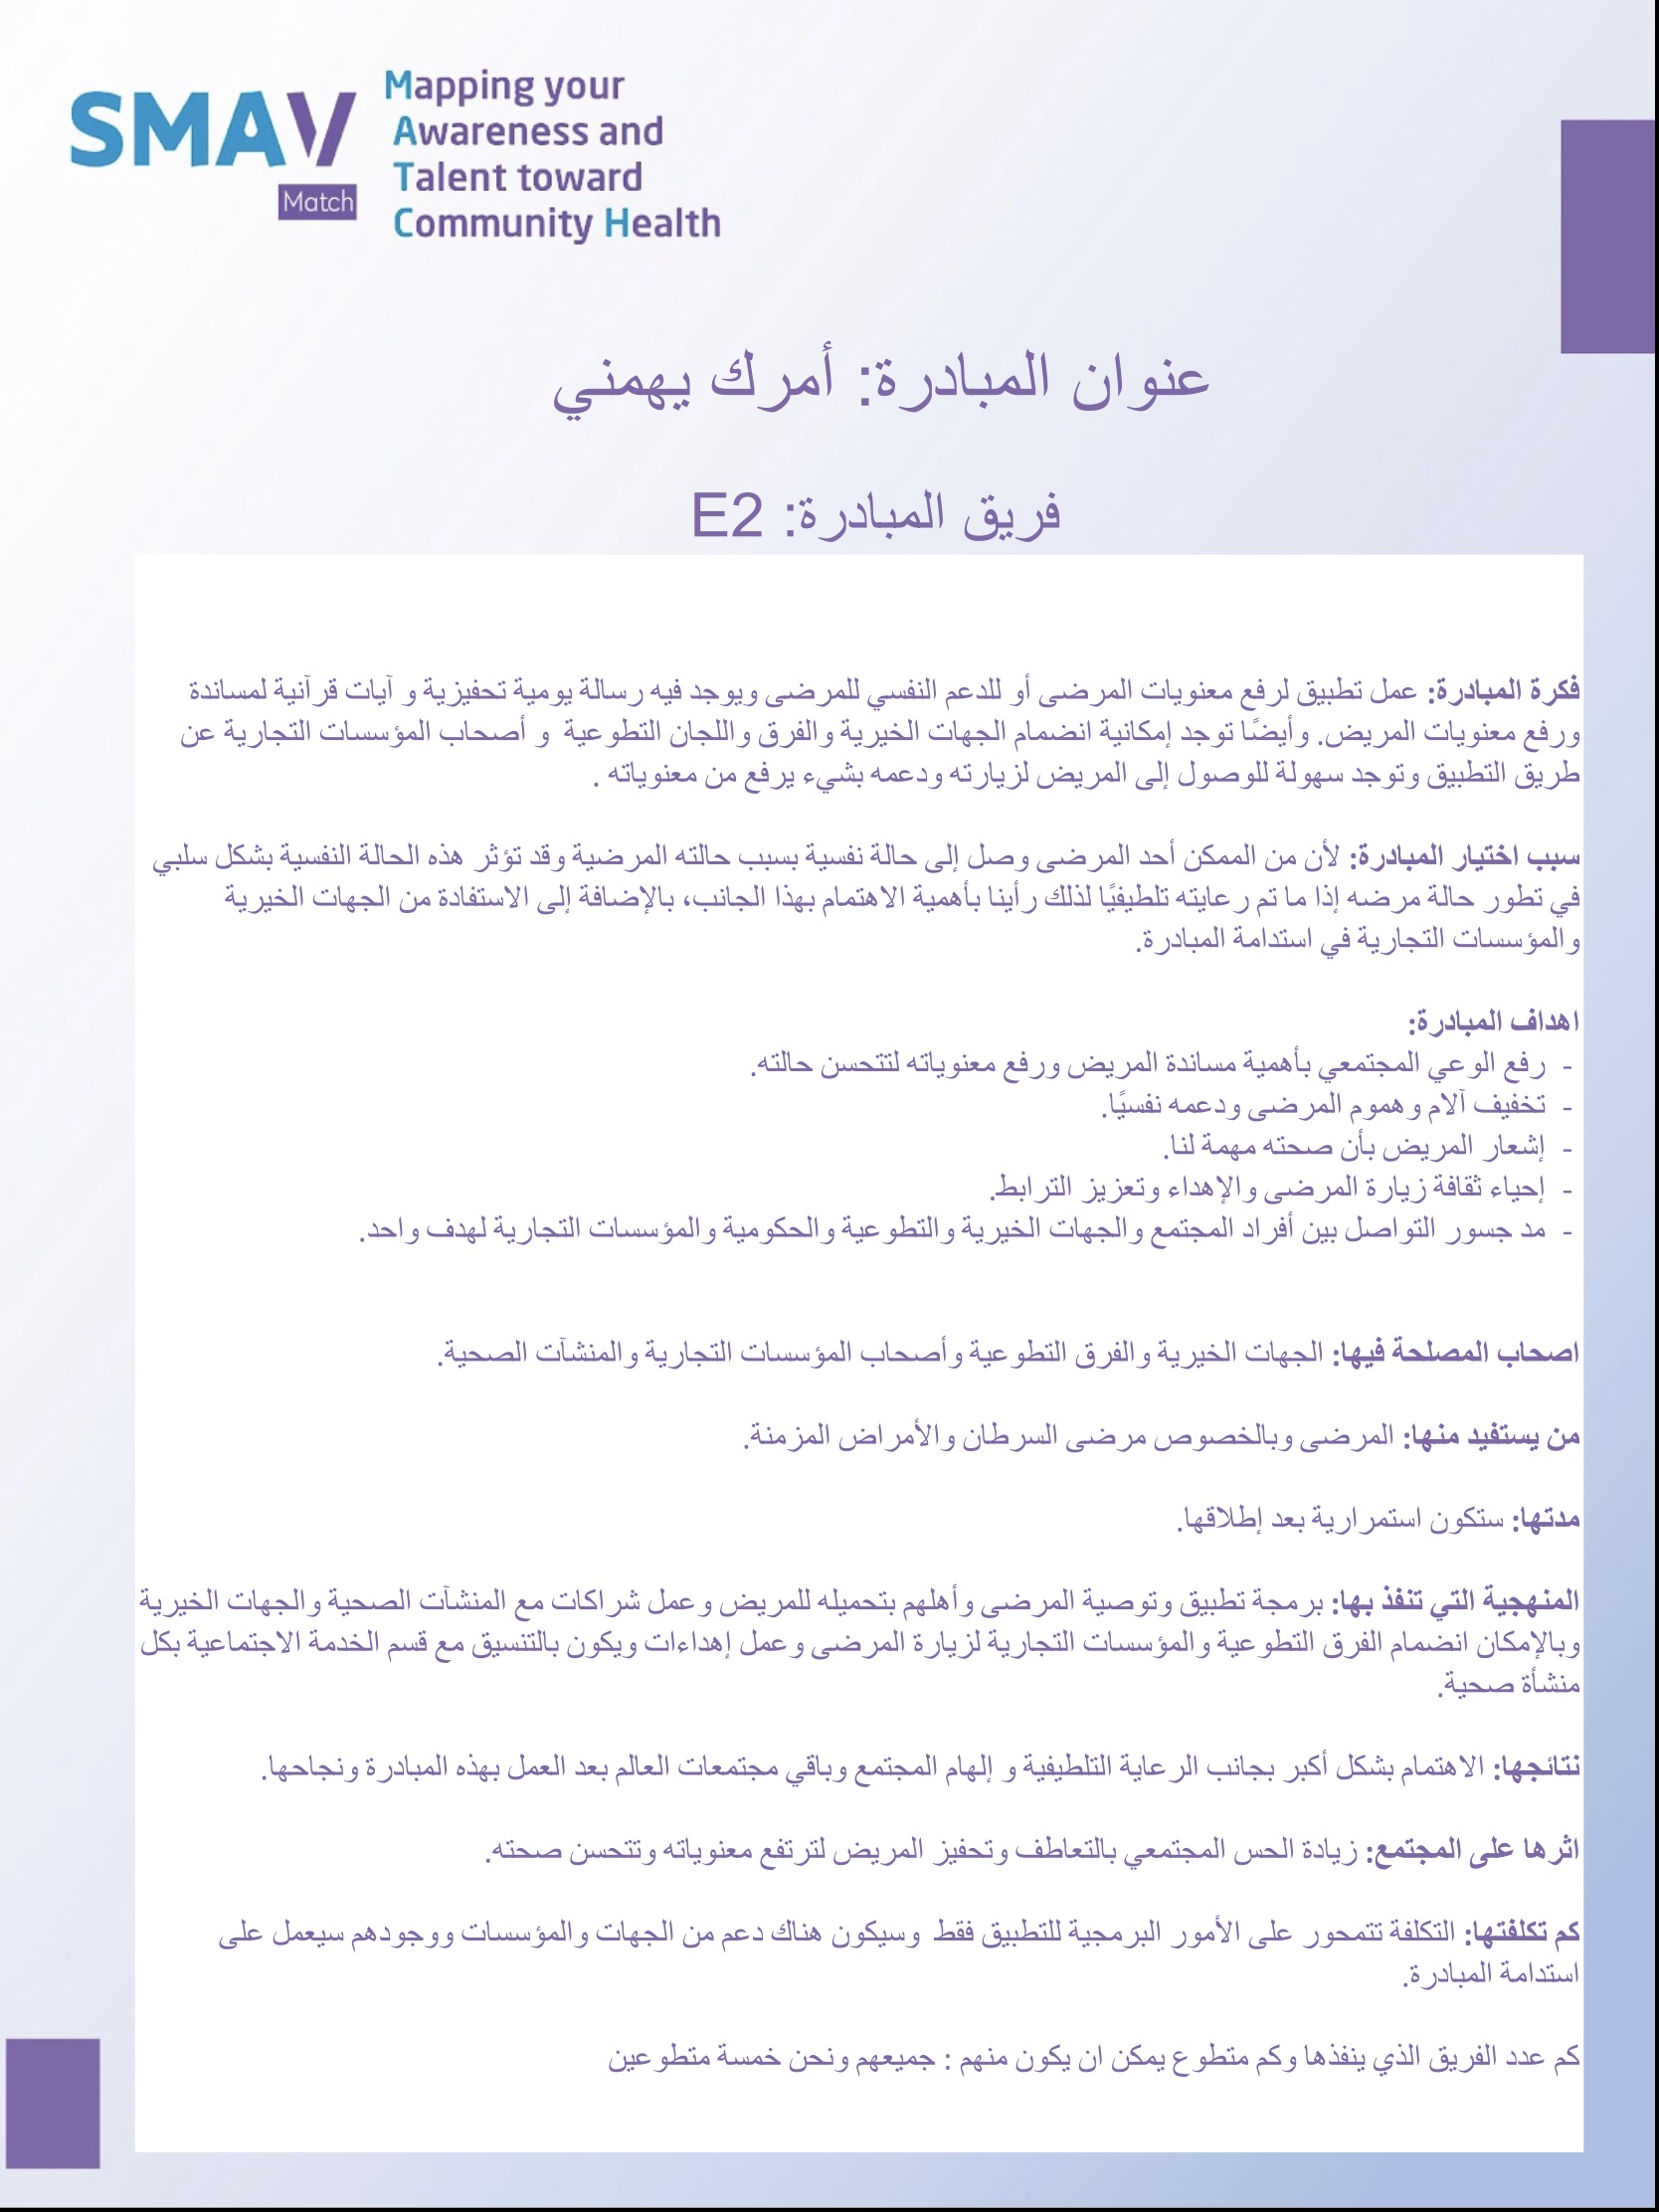 SMAV
Match
Mapping your
Awareness and
Talent toward
Community Health
عنوان المبادرة: أمرك يهمني
فريق المبادرة: E2
فكرة المبادرة: عمل تطبيق لرفع معنويات المرضى أو للدعم النفسي للمرضى ويوجد فيه رسالة يومية تحفيزية و آيات قرآنية لمساندة
ورفع معنويات المريض. وأيضًا توجد إمكانية انضمام الجهات الخيرية والفرق واللجان التطوعية و أصحاب المؤسسات التجارية عن
طريق التطبيق وتوجد سهولة للوصول إلى المريض لزيارته ودعمه بشيء يرفع من معنوياته .
سبب اختيار المبادرة: لأن من الممكن أحد المرضى وصل إلى حالة نفسية بسبب حالته المرضية وقد تؤثر هذه الحالة النفسية بشكل سلبي
في تطور حالة مرضه إذا ما تم رعايته تلطيفيًا لذلك رأينا بأهمية الاهتمام بهذا الجانب، بالإضافة إلى الاستفادة من الجهات الخيرية
والمؤسسات التجارية في استدامة المبادرة.
اهداف المبادرة:
- رفع الوعي المجتمعي بأهمية مساندة المريض ورفع معنوياته لتتحسن حالته.
- تخفيف آلام وهموم المرضى ودعمه نفسيًا.
- إشعار المريض بأن صحته مهمة لنا.
- إحياء ثقافة زيارة المرضى والإهداء وتعزيز الترابط.
- مد جسور التواصل بين أفراد المجتمع والجهات الخيرية والتطوعية والحكومية والمؤسسات التجارية لهدف واحد.
اصحاب المصلحة فيها: الجهات الخيرية والفرق التطوعية وأصحاب المؤسسات التجارية والمنشآت الصحية.
من يستفيد منها: المرضى وبالخصوص مرضى السرطان والأمراض المزمنة.
مدتها: ستكون استمرارية بعد إطلاقها.
المنهجية التي تنفذ بها: برمجة تطبيق وتوصية المرضى وأهلهم بتحميله للمريض وعمل شراكات مع المنشآت الصحية والجهات الخيرية
وبالإمكان انضمام الفرق التطوعية والمؤسسات التجارية لزيارة المرضى وعمل إهداءات ويكون بالتنسيق مع قسم الخدمة الاجتماعية بكل
منشأة صحية.
نتائجها: الاهتمام بشكل أكبر بجانب الرعاية التلطيفية و إلهام المجتمع وباقي مجتمعات العالم بعد العمل بهذه المبادرة ونجاحها.
اثرها على المجتمع: زيادة الحس المجتمعي بالتعاطف وتحفيز المريض لترتفع معنوياته وتتحسن صحته.
كم تكلفتها: التكلفة تتمحور على الأمور البرمجية للتطبيق فقط وسيكون هناك دعم من الجهات والمؤسسات ووجودهم سيعمل على
استدامة المبادرة.
كم عدد الفريق الذي ينفذها وكم متطوع يمكن ان يكون منهم : جميعهم ونحن خمسة متطوعين